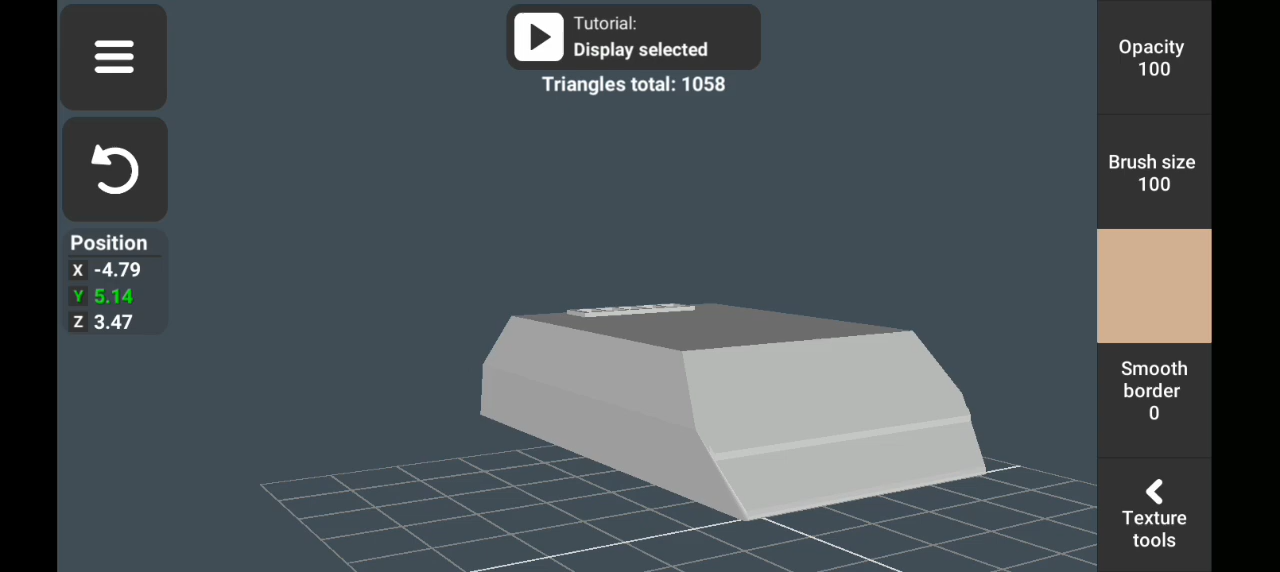 Tutorial:
Display selected
Triangles total: 1058
Position
X -4.79
Y 5.14
Z 3.47
Opacity
100
Brush size
100
Smooth
border
0
Texture
tools